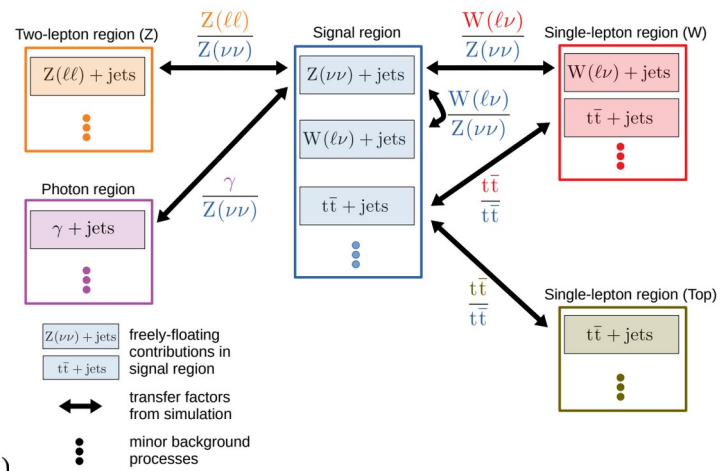 Two-lepton region (Z)
Z(ℓℓ) + jets
Z(ℓℓ)
Z(νν)
Signal region
Z(νν) + jets
W(ℓν) + jets
tt̄ + jets
W(ℓν)
Z(νν)
W(ℓν)
Z(νν)
Single-lepton region (W)
W(ℓν) + jets
tt̄ + jets
Photon region
γ + jets
γ
Z(νν)
tt̄
tt̄
tt̄
tt̄
Single-lepton region (Top)
tt̄ + jets
Z(νν) + jets
tt̄ + jets
freely-floating
contributions in
signal region
transfer factors
from simulation
minor background
processes
)